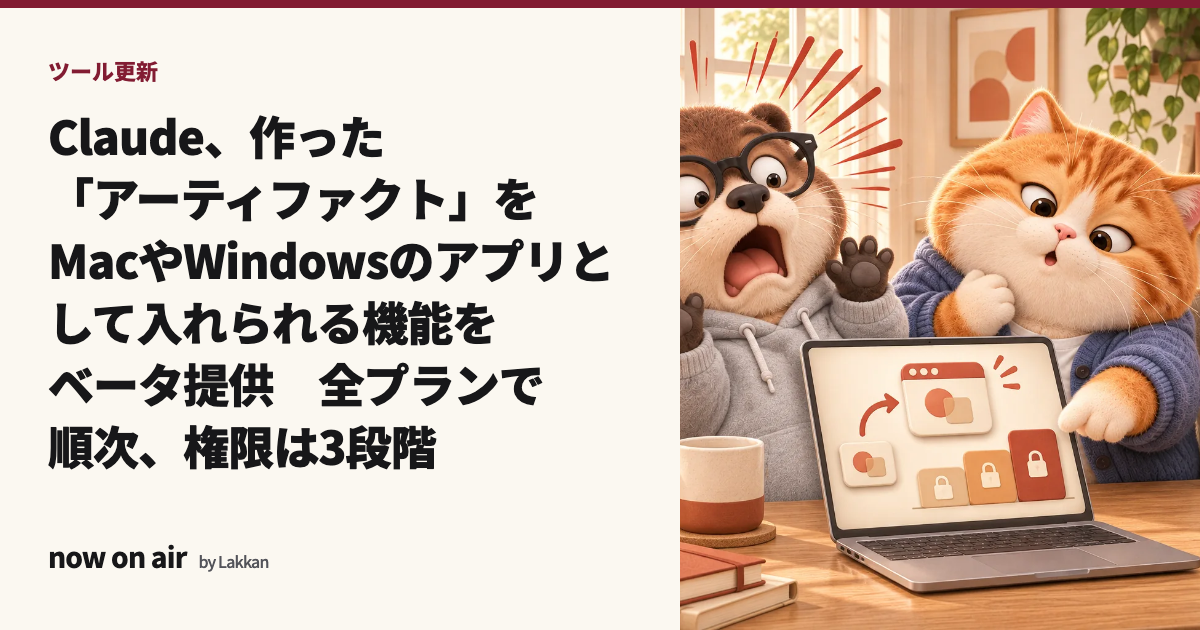 ツール更新
Claude、作った
「アーティファクト」を
MacやWindowsのアプリと
して入れられる機能を
ベータ提供　全プランで
順次、権限は3段階
now on air by Lakkan